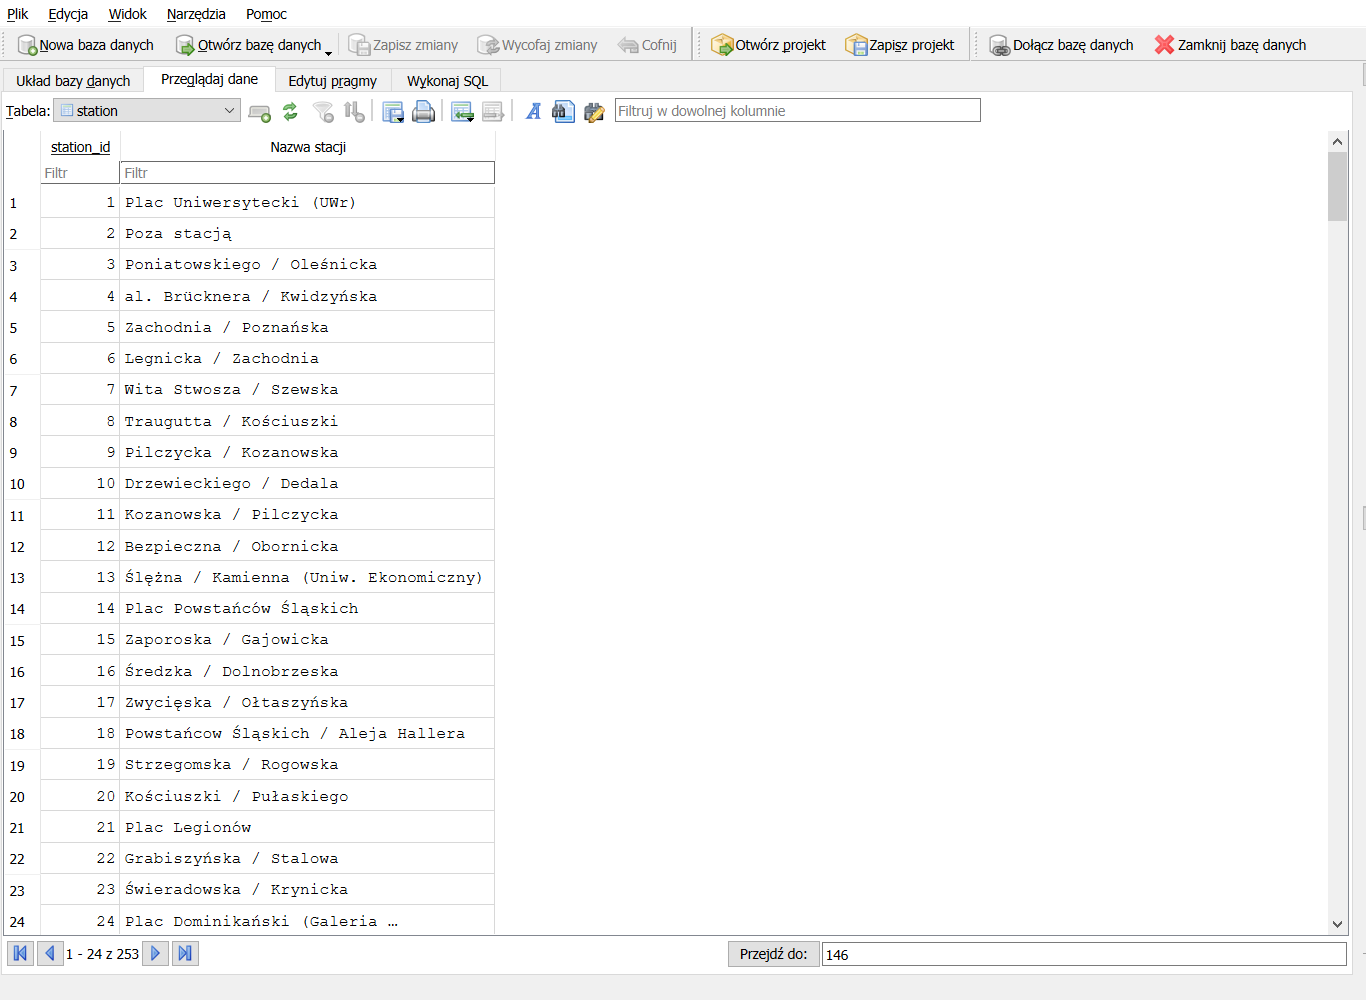 Plik Edycja Widok Narzędzia Pomoc
Nowa baza danych Otwórz bazę danych Zapisz zmiany Wycofaj zmiany Cofnij Otwórz projekt Zapisz projekt Dołącz bazę danych Zamknij bazę danych
Układ bazy danych Przeglądaj dane Edytuj pragmy Wykonaj SQL
Tabela: station Filtruj w dowolnej kolumnie
station_id Nazwa stacji
Filtr Filtr
1 1 Plac Uniwersytecki (UWr)
2 2 Poza stacją
3 3 Poniatowskiego / Oleśnicka
4 4 al. Brücknera / Kwidzyńska
5 5 Zachodnia / Poznańska
6 6 Legnicka / Zachodnia
7 7 Wita Stwosza / Szewska
8 8 Traugutta / Kościuszki
9 9 Pilczycka / Kozanowska
10 10 Drzewieckiego / Dedala
11 11 Kozanowska / Pilczycka
12 12 Bezpieczna / Obornicka
13 13 Ślężna / Kamienna (Uniw. Ekonomiczny)
14 14 Plac Powstańców Śląskich
15 15 Zaporoska / Gajowicka
16 16 Średzka / Dolnobrzeska
17 17 Zwycięska / Ołtaszyńska
18 18 Powstańcow Śląskich / Aleja Hallera
19 19 Strzegomska / Rogowska
20 20 Kościuszki / Pułaskiego
21 21 Plac Legionów
22 22 Grabiszyńska / Stalowa
23 23 Świeradowska / Krynicka
24 24 Plac Dominikański (Galeria …
1 - 24 z 253 Przejdź do: 146